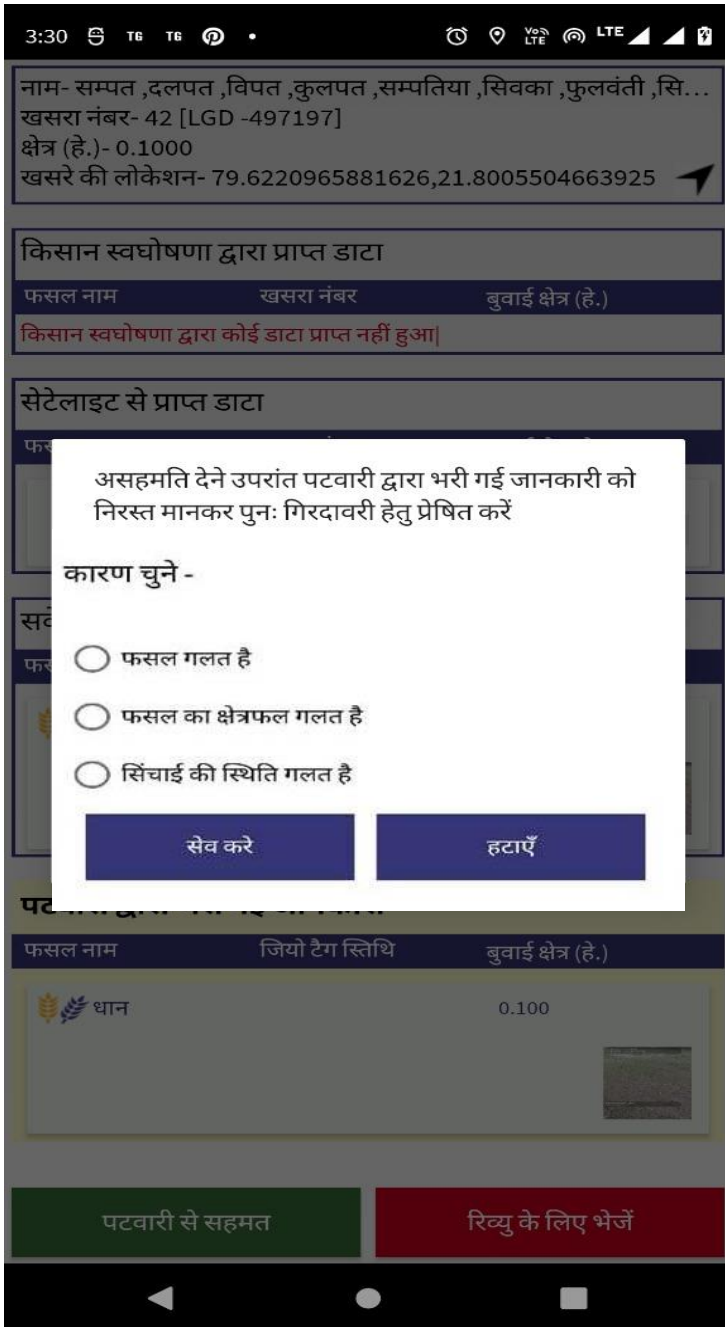 3:30 TG TG LTE
नाम- सम्पत ,दलपत ,विपत ,कुलपत ,सम्पतिया ,सिवका ,फुलवंती ,सि...
खसरा नंबर- 42 [LGD -497197]
क्षेत्र (हे.)- 0.1000
खसरे की लोकेशन- 79.6220965881626,21.8005504663925
किसान स्वघोषणा द्वारा प्राप्त डाटा
फसल नाम खसरा नंबर बुवाई क्षेत्र (हे.)
किसान स्वघोषणा द्वारा कोई डाटा प्राप्त नहीं हुआ|
सेटेलाइट से प्राप्त डाटा
असहमति देने उपरांत पटवारी द्वारा भरी गई जानकारी को
निरस्त मानकर पुनः गिरदावरी हेतु प्रेषित करें
कारण चुने -
फसल गलत है
फसल का क्षेत्रफल गलत है
सिंचाई की स्थिति गलत है
सेव करे हटाएँ
फसल नाम जियो टैग स्तिथि बुवाई क्षेत्र (हे.)
धान 0.100
पटवारी से सहमत रिव्यु के लिए भेजें